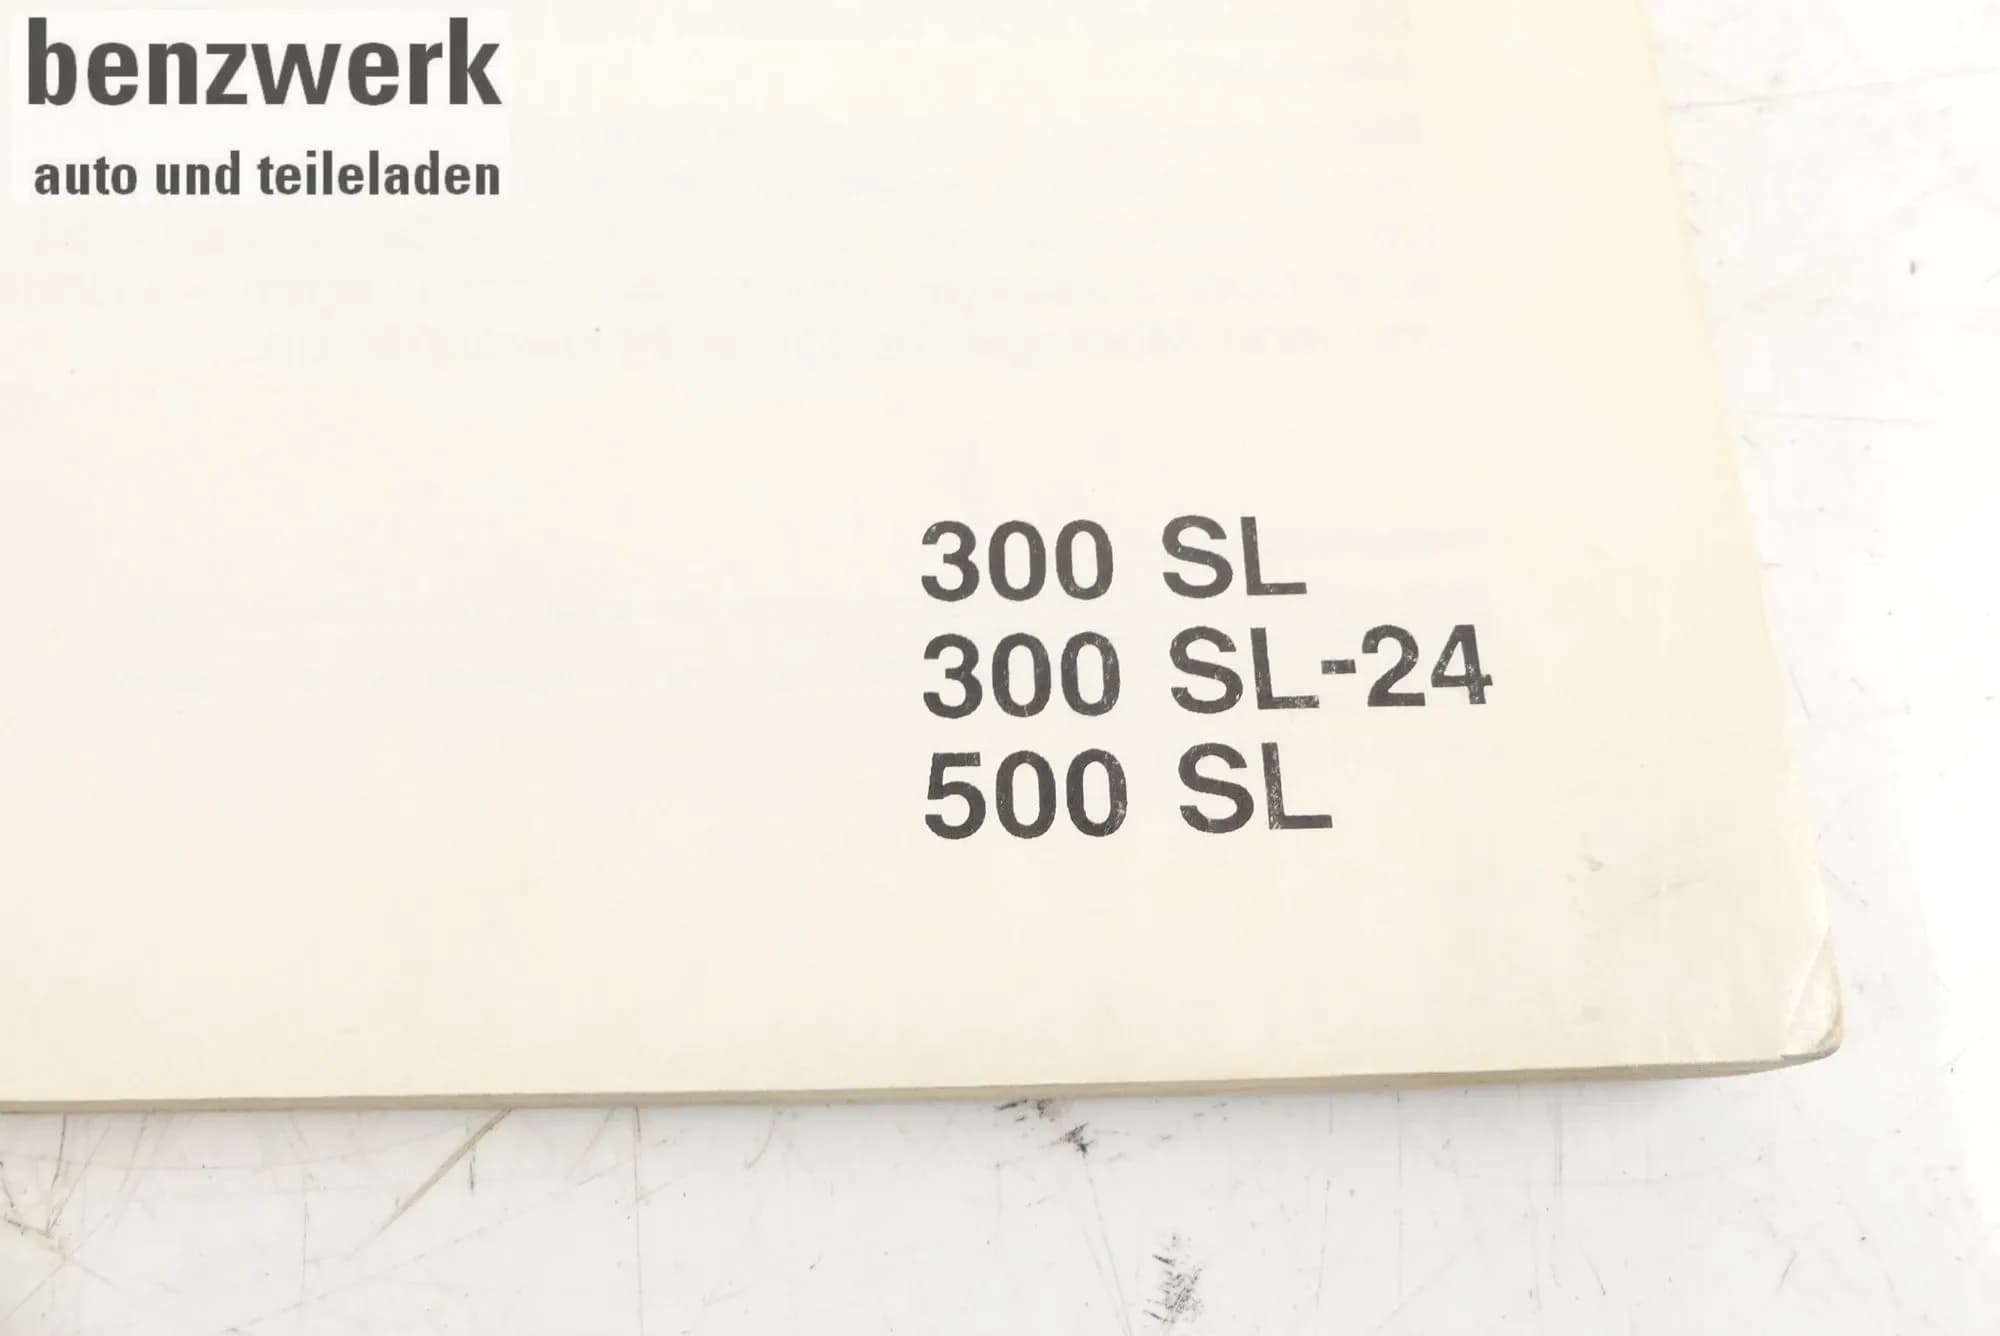 benzwerk
auto und teileladen
300 SL
300 SL-24
500 SL